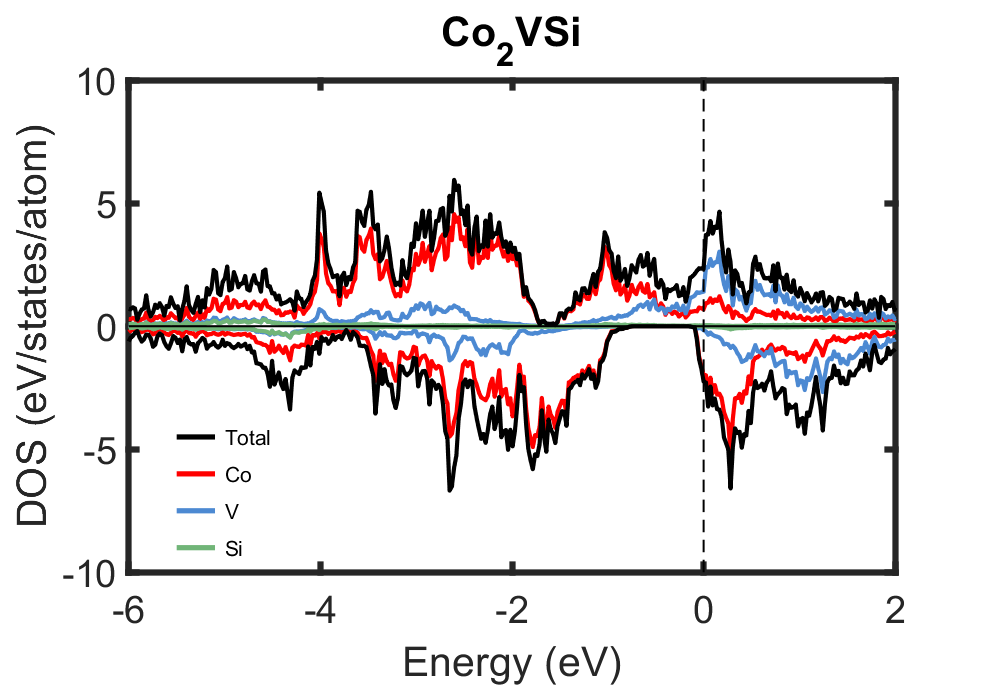 Co₂VSi
10
5
0
-5
-10
DOS (eV/states/atom)
Total
Co
V
Si
-6 -4 -2 0 2
Energy (eV)